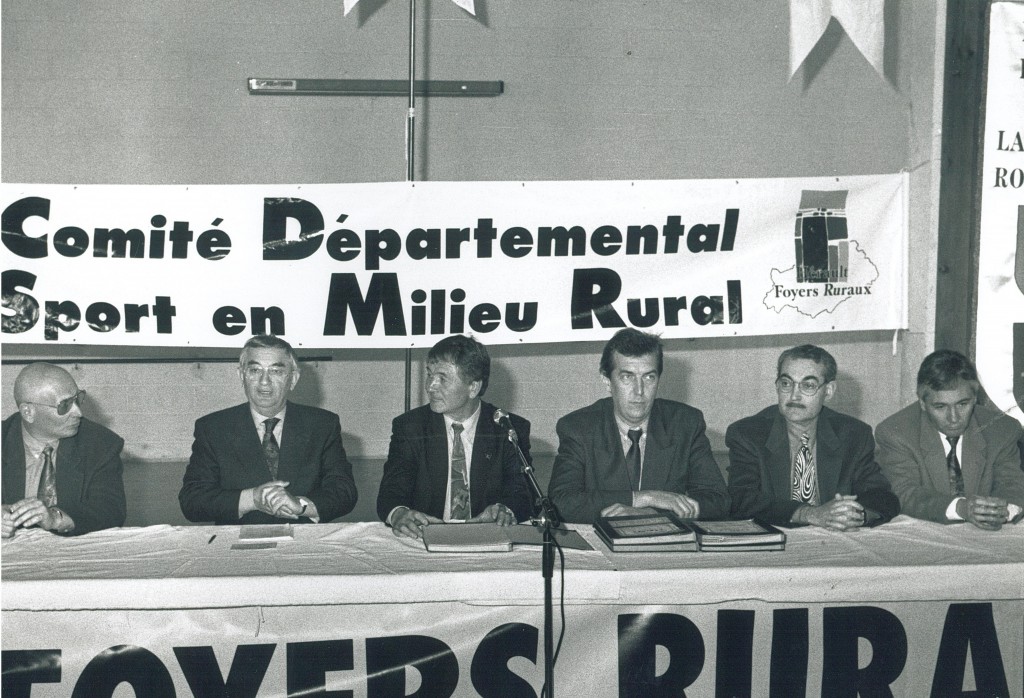 Comité Départemental
Sport en Milieu Rural
Hérault
Foyers Ruraux
LA
RO
FOYERS RURA